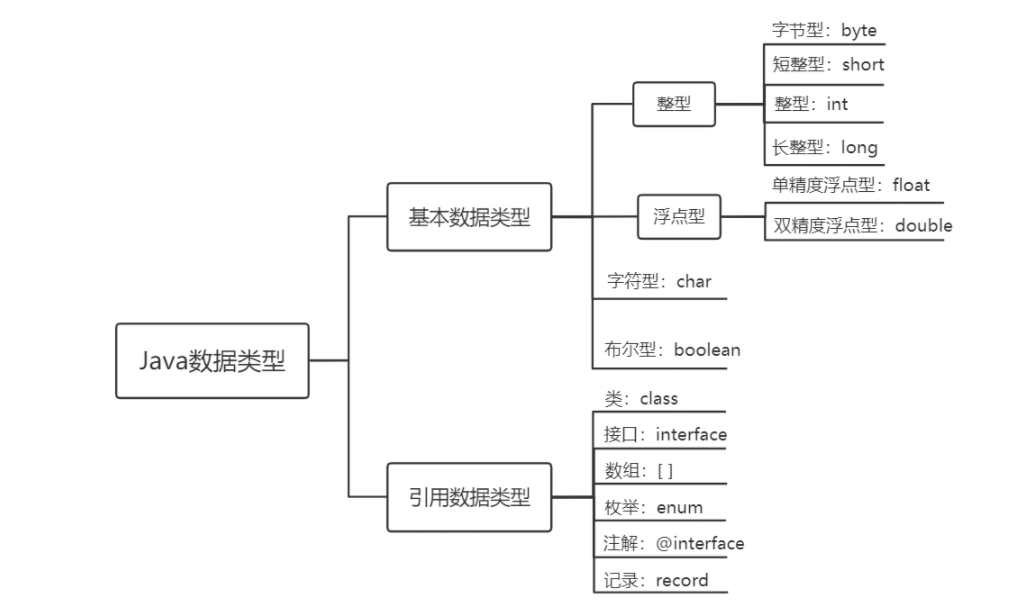 Java数据类型
基本数据类型
整型
字节型：byte
短整型：short
整型：int
长整型：long
浮点型
单精度浮点型：float
双精度浮点型：double
字符型：char
布尔型：boolean
引用数据类型
类：class
接口：interface
数组：[ ]
枚举：enum
注解：@interface
记录：record